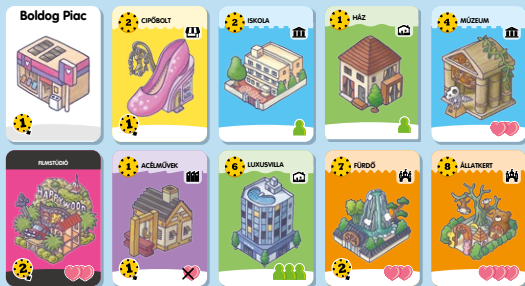 Boldog Piac
1
2 CIPŐBOLT
1
2 ISKOLA
1 HÁZ
4 MÚZEUM
FILMSTÚDIÓ
HAPPYWOOD
2
1 ACÉLMŰVEK
1
6 LUXUSVILLA
7 FÜRDŐ
2
8 ÁLLATKERT